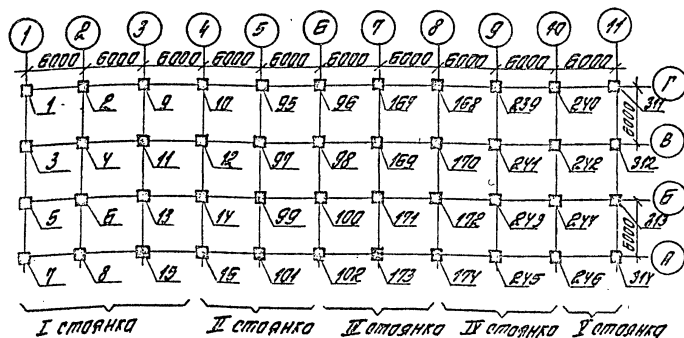 1 2 3 4 5 6 7 8 9 10 11
6000 6000 6000 6000 6000 6000 6000 6000 6000 6000
Г
1 2 9 10 95 96 167 168 239 240 311
6000
В
3 4 11 12 97 98 169 170 241 242 312
Б
5 6 13 14 99 100 171 172 243 244 313
6000
А
7 8 15 16 101 102 173 174 245 246 314
I стоянка II стоянка III стоянка IV стоянка V стоянка